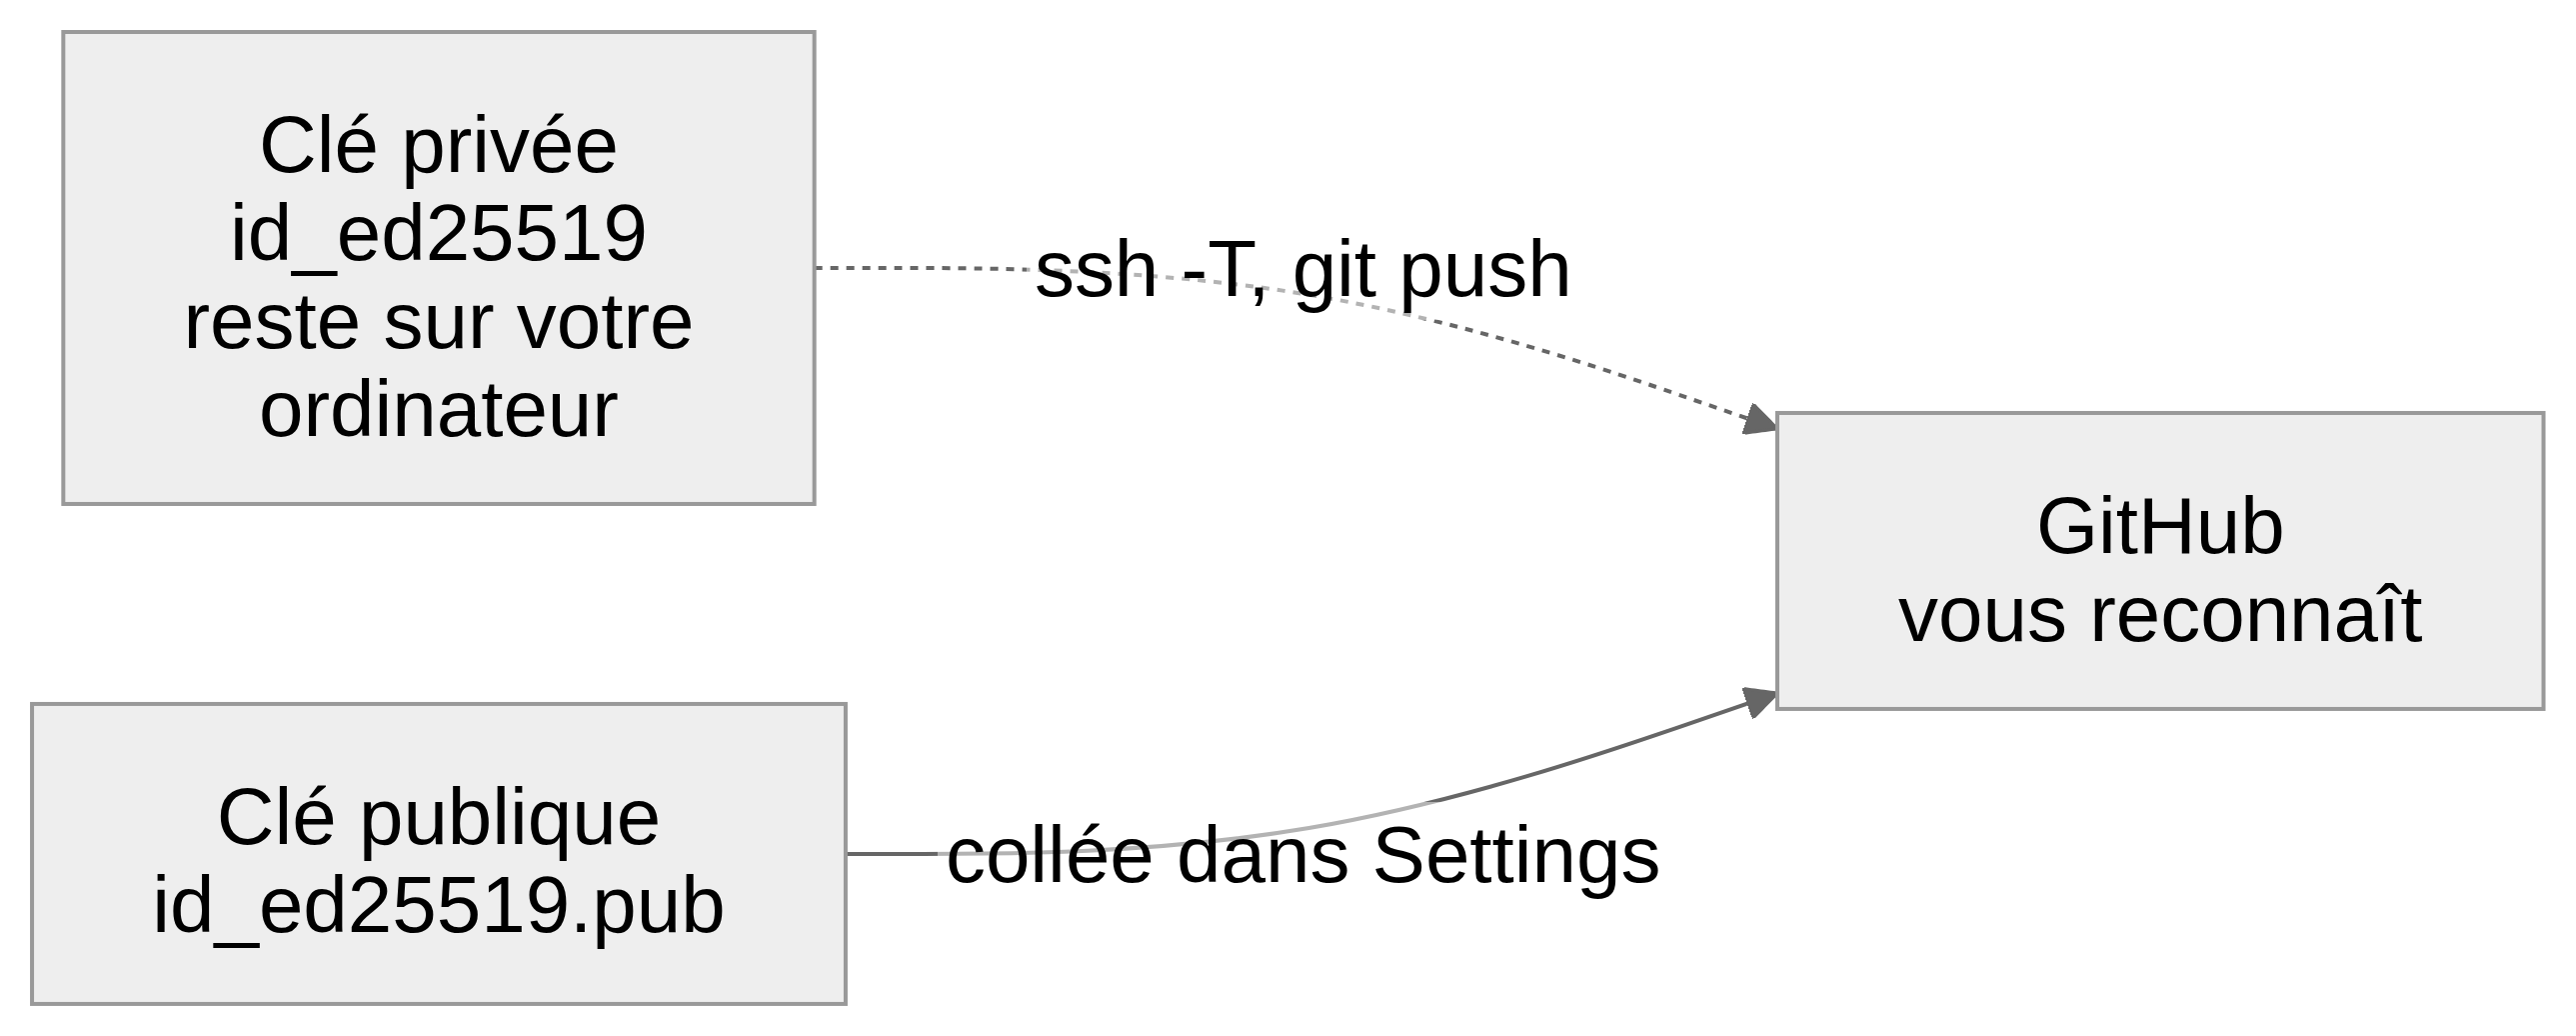 Clé privée
id_ed25519
reste sur votre
ordinateur
ssh -T, git push
GitHub
vous reconnaît
Clé publique
id_ed25519.pub
collée dans Settings